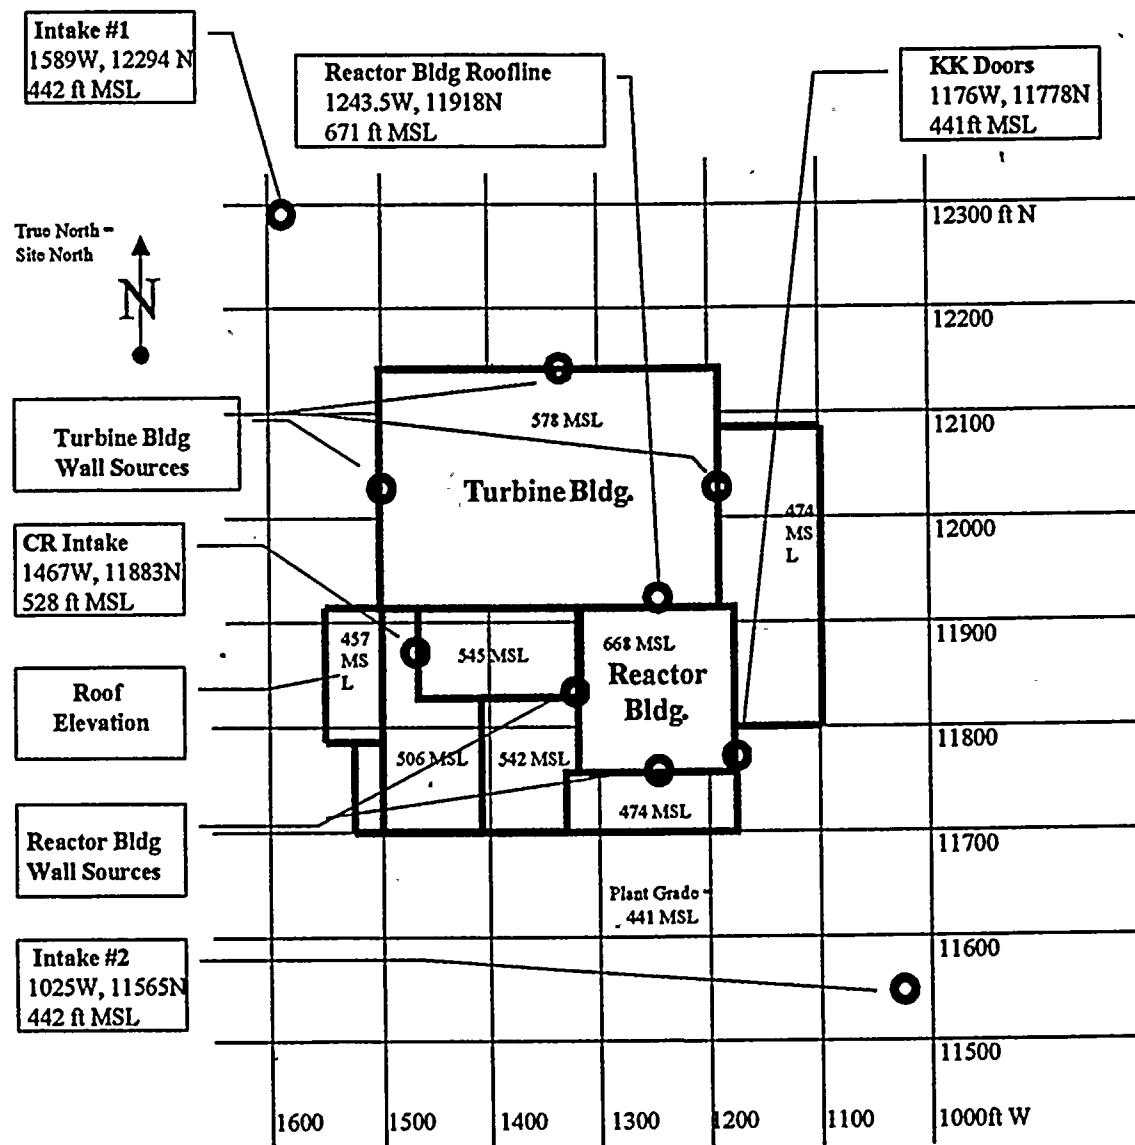 Intake #1
1589W, 12294 N
442 ft MSL
Reactor Bldg Roofline
1243.5W, 11918N
671 ft MSL
KK Doors
1176W, 11778N
441ft MSL
True North =
Site North
N
12300 ft N
12200
Turbine Bldg
Wall Sources
578 MSL
12100
Turbine Bldg.
474
MS
L
12000
CR Intake
1467W, 11883N
528 ft MSL
457
MS
L
545 MSL
668 MSL
11900
Reactor
Bldg.
Roof
Elevation
11800
506 MSL
542 MSL
474 MSL
Reactor Bldg
Wall Sources
11700
Plant Grade =
441 MSL
Intake #2
1025W, 11565N
442 ft MSL
11600
11500
1600
1500
1400
1300
1200
1100
1000ft W